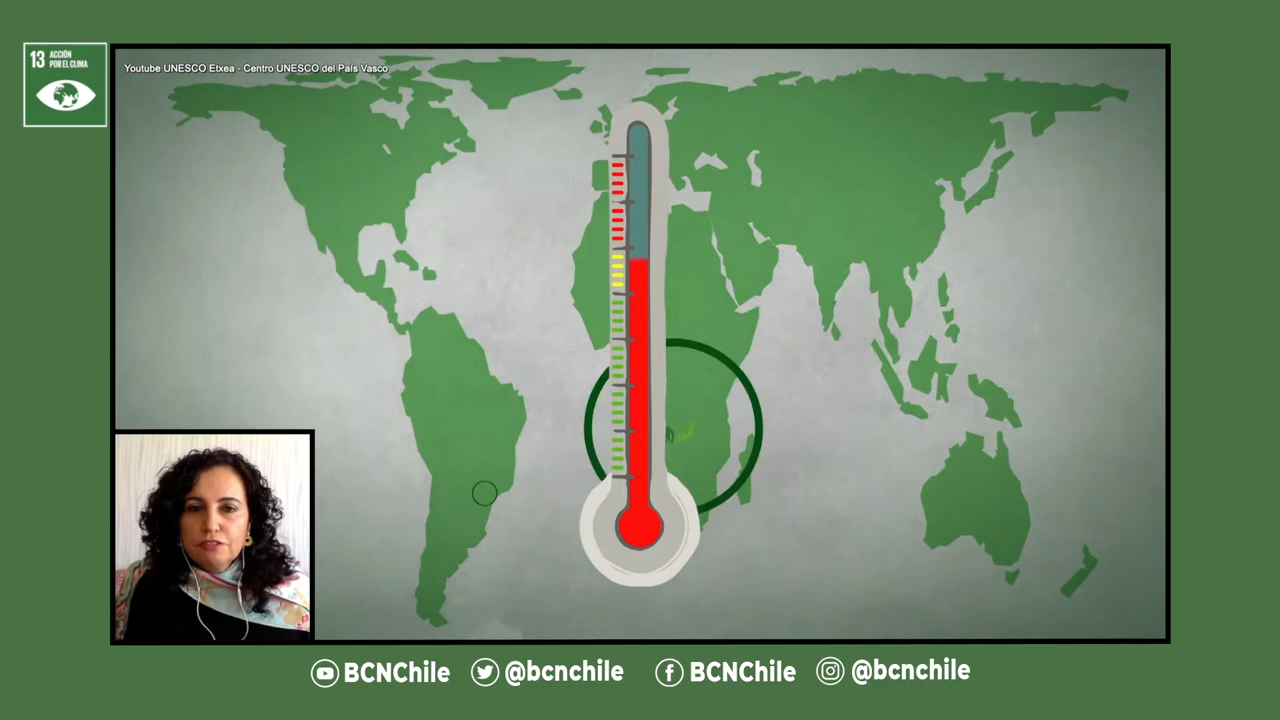 13 ACCIÓN
POR EL CLIMA
Youtube UNESCO Etxea - Centro UNESCO del País Vasco
BCNChile @bcnchile BCNChile @bcnchile